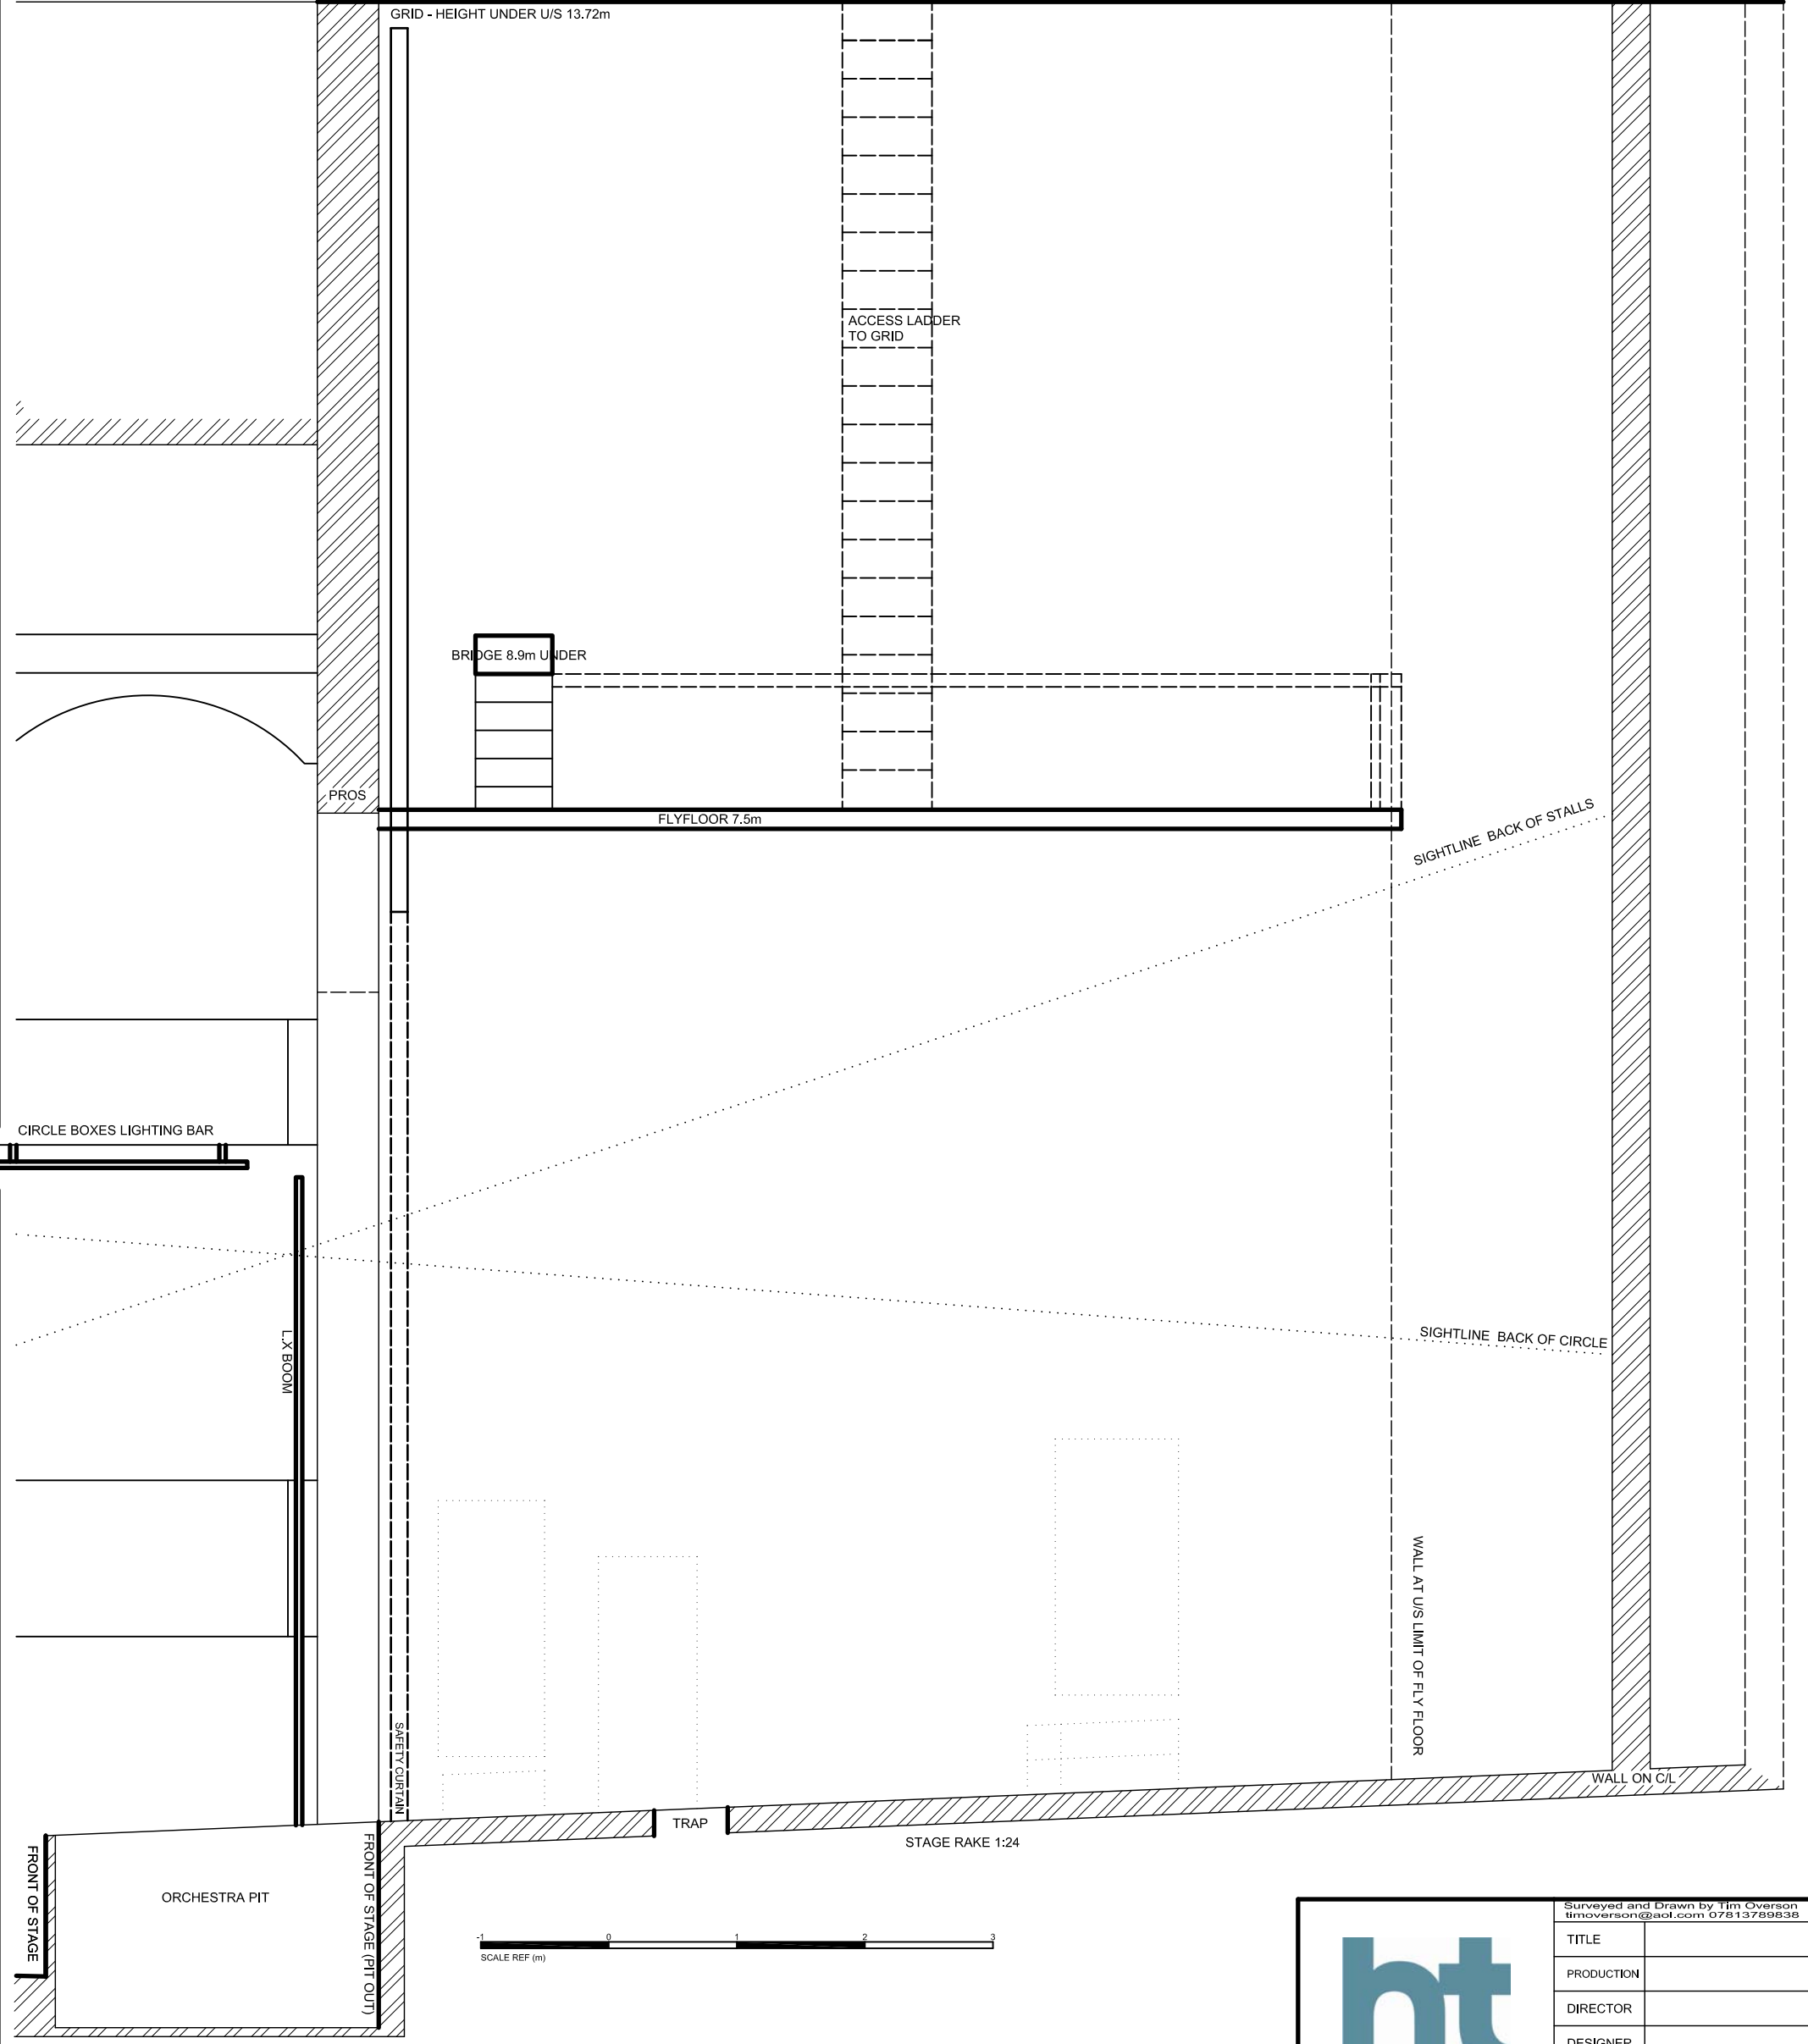 GRID - HEIGHT UNDER U/S 13.72m
ACCESS LADDER
TO GRID
BRIDGE 8.9m UNDER
PROS
FLYFLOOR 7.5m
SIGHTLINE BACK OF STALLS
CIRCLE BOXES LIGHTING BAR
L.X BOOM
SIGHTLINE BACK OF CIRCLE
WALL AT U/S LIMIT OF FLY FLOOR
SAFETY CURTAIN
WALL ON C/L
TRAP
STAGE RAKE 1:24
FRONT OF STAGE
ORCHESTRA PIT
FRONT OF STAGE (PIT OUT)
-1 0 1 2 3
SCALE REF (m)
ht
Surveyed and Drawn by Tim Overson
timoverson@aol.com 07813789838
TITLE
PRODUCTION
DIRECTOR
DESIGNER